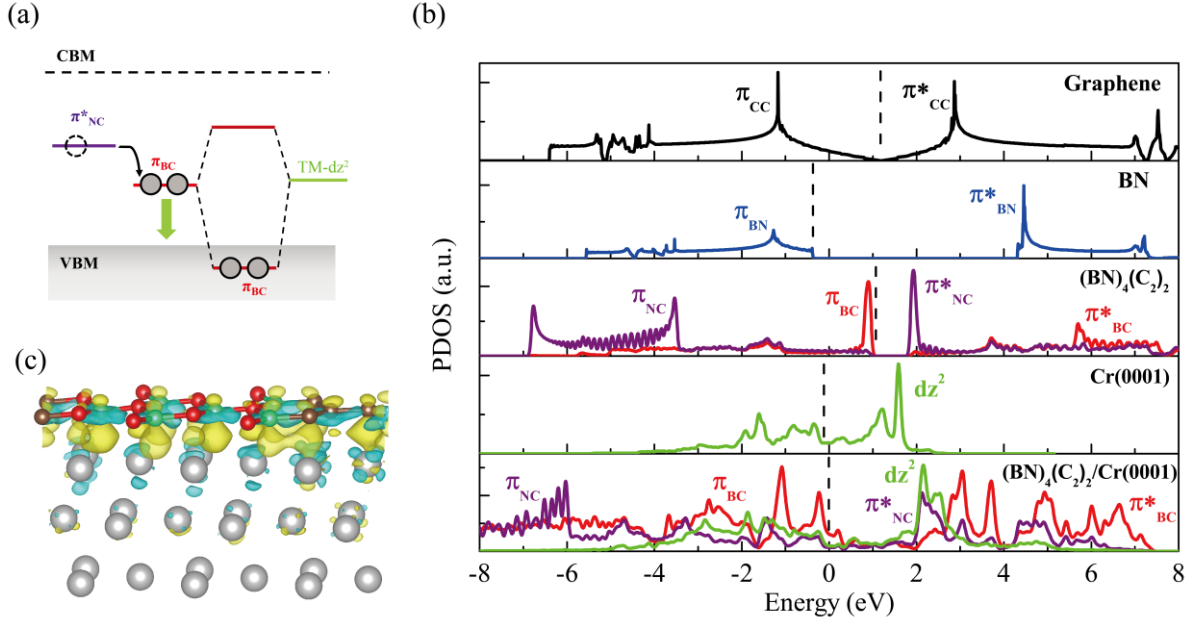 (a)
CBM
π*NC
πBC
TM-dz²
VBM
πBC
(b)
PDOS (a.u.)
πCC
π*CC
Graphene
πBN
π*BN
BN
πNC
πBC
π*NC
(BN)₄(C₂)₂
π*BC
Cr(0001)
dz²
(BN)₄(C₂)₂/Cr(0001)
πNC
πBC
dz²
π*NC
π*BC
-8 -6 -4 -2 0 2 4 6 8
Energy (eV)
(c)